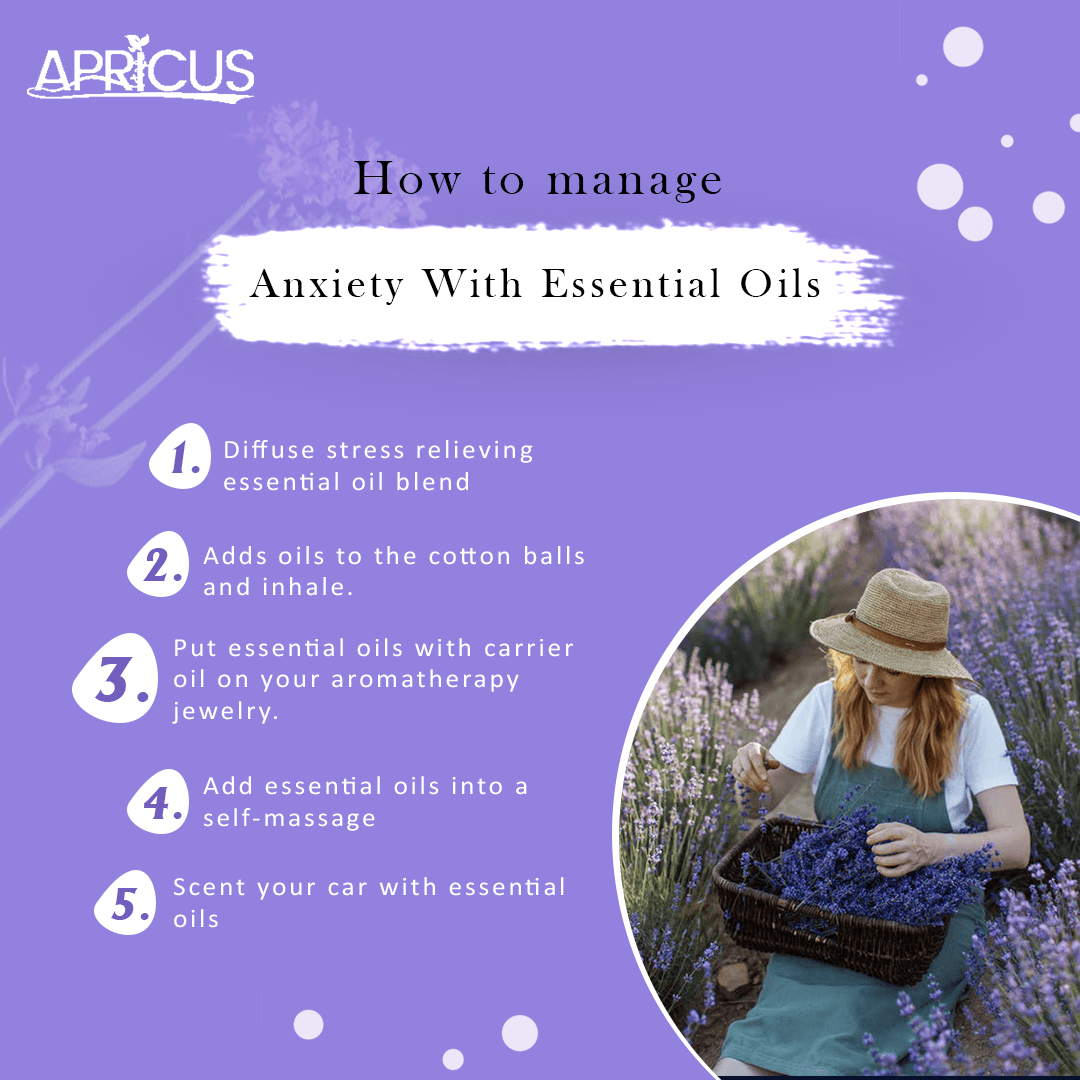 APRICUS
How to manage
Anxiety With Essential Oils
1. Diffuse stress relieving
essential oil blend
2. Adds oils to the cotton balls
and inhale.
3. Put essential oils with carrier
oil on your aromatherapy
jewelry.
4. Add essential oils into a
self-massage
5. Scent your car with essential
oils